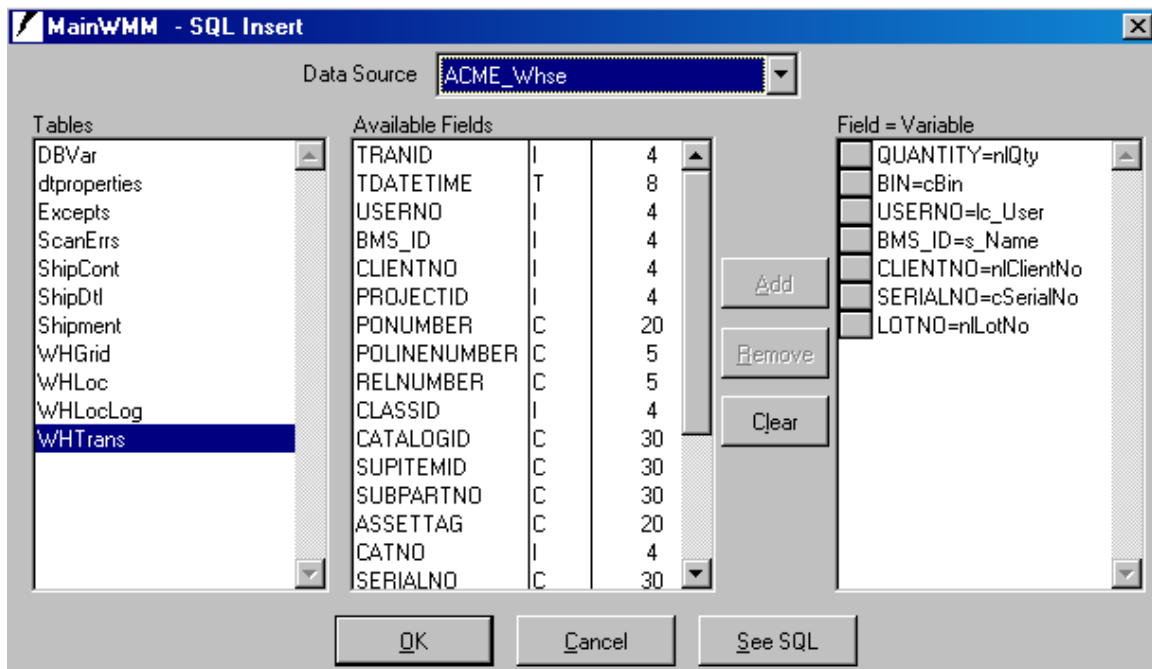 MainWMM - SQL Insert
Data Source ACME_Whse
Tables
DBVar
dtproperties
Excepts
ScanErrs
ShipCont
ShipDtl
Shipment
WHGrid
WHLoc
WHLocLog
WHTrans
Available Fields
TRANID I 4
TDATETIME T 8
USERNO I 4
BMS_ID I 4
CLIENTNO I 4
PROJECTID I 4
PONUMBER C 20
POLINENUMBER C 5
RELNUMBER C 5
CLASSID I 4
CATALOGID C 30
SUPITEMID C 30
SUBPARTNO C 30
ASSETTAG C 20
CATNO I 4
SERIALNO C 30
Add
Remove
Clear
Field = Variable
QUANTITY=nlQty
BIN=cBin
USERNO=lc_User
BMS_ID=s_Name
CLIENTNO=nlClientNo
SERIALNO=cSerialNo
LOTNO=nlLotNo
OK Cancel See SQL